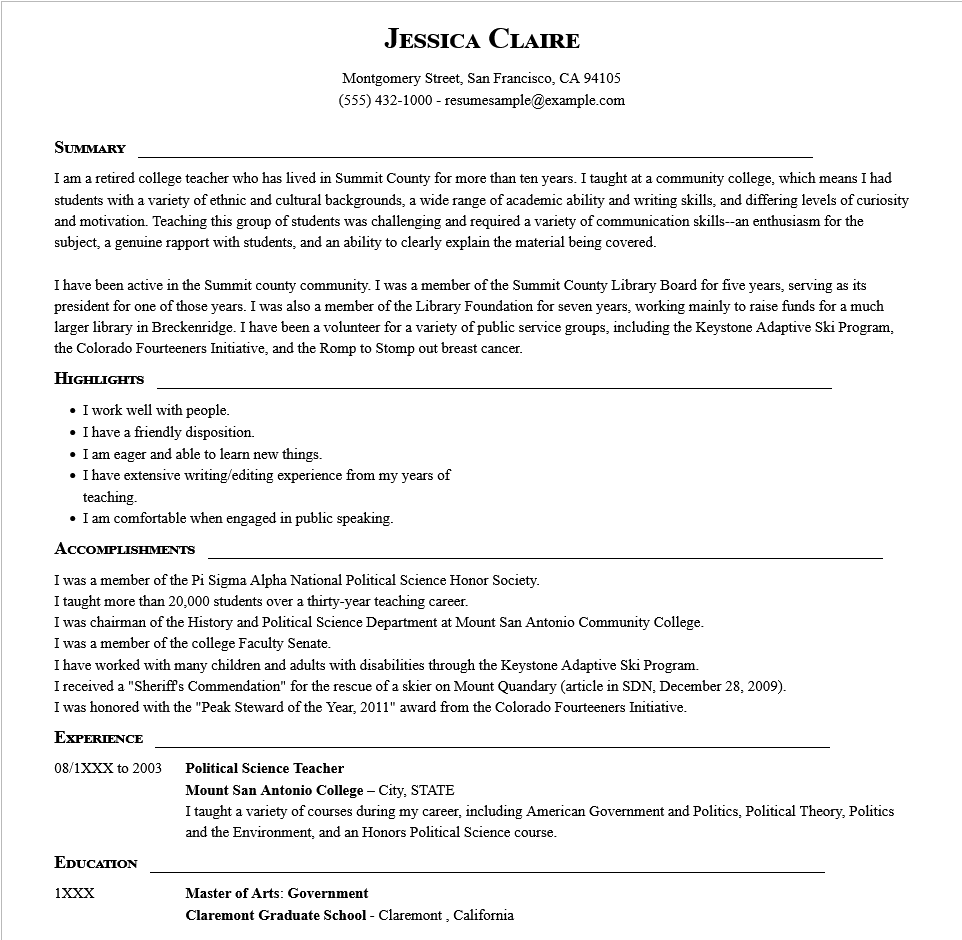 Jessica Claire
Montgomery Street, San Francisco, CA 94105
(555) 432-1000 - resumesample@example.com
Summary
I am a retired college teacher who has lived in Summit County for more than ten years. I taught at a community college, which means I had
students with a variety of ethnic and cultural backgrounds, a wide range of academic ability and writing skills, and differing levels of curiosity
and motivation. Teaching this group of students was challenging and required a variety of communication skills--an enthusiasm for the
subject, a genuine rapport with students, and an ability to clearly explain the material being covered.
I have been active in the Summit county community. I was a member of the Summit County Library Board for five years, serving as its
president for one of those years. I was also a member of the Library Foundation for seven years, working mainly to raise funds for a much
larger library in Breckenridge. I have been a volunteer for a variety of public service groups, including the Keystone Adaptive Ski Program,
the Colorado Fourteeners Initiative, and the Romp to Stomp out breast cancer.
Highlights
• I work well with people.
• I have a friendly disposition.
• I am eager and able to learn new things.
• I have extensive writing/editing experience from my years of
teaching.
• I am comfortable when engaged in public speaking.
Accomplishments
I was a member of the Pi Sigma Alpha National Political Science Honor Society.
I taught more than 20,000 students over a thirty-year teaching career.
I was chairman of the History and Political Science Department at Mount San Antonio Community College.
I was a member of the college Faculty Senate.
I have worked with many children and adults with disabilities through the Keystone Adaptive Ski Program.
I received a "Sheriff's Commendation" for the rescue of a skier on Mount Quandary (article in SDN, December 28, 2009).
I was honored with the "Peak Steward of the Year, 2011" award from the Colorado Fourteeners Initiative.
Experience
08/1XXX to 2003 Political Science Teacher
Mount San Antonio College – City, STATE
I taught a variety of courses during my career, including American Government and Politics, Political Theory, Politics
and the Environment, and an Honors Political Science course.
Education
1XXX Master of Arts: Government
Claremont Graduate School - Claremont , California